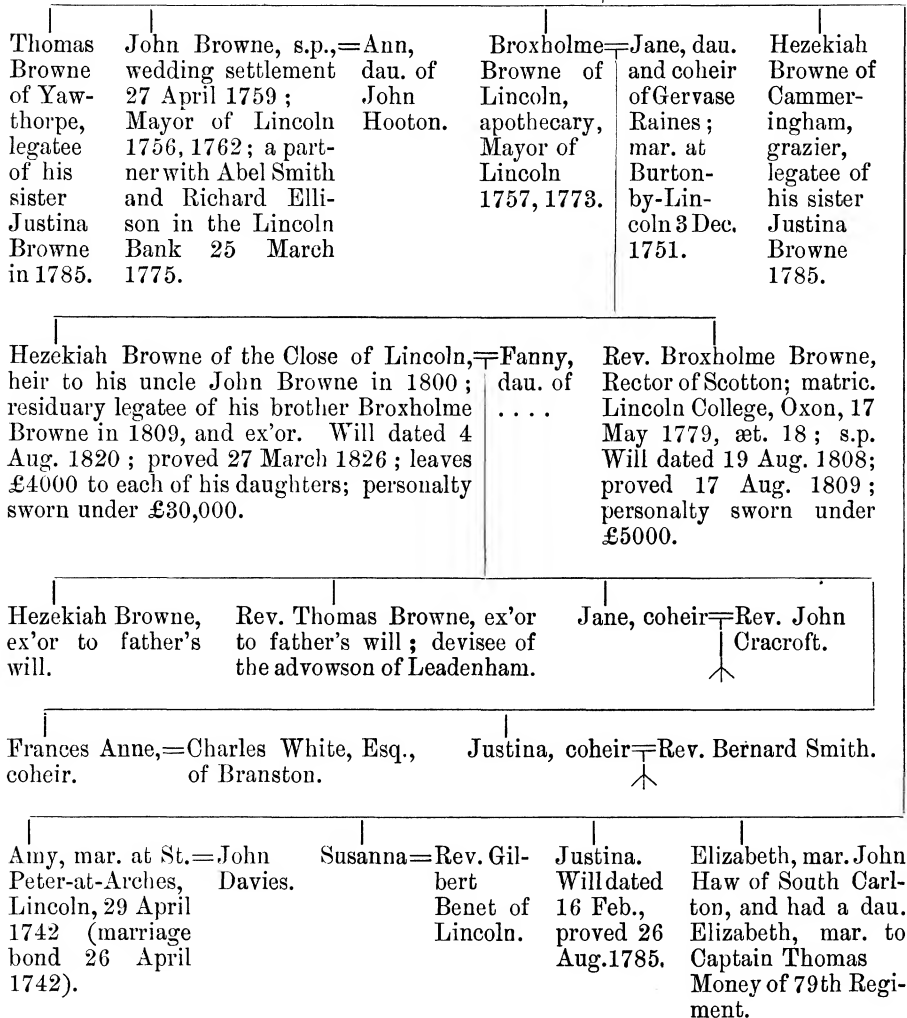 Thomas
Browne
of Yaw-
thorpe,
legatee
of his
sister
Justina
Browne
in 1785.
John Browne, s.p.,=Ann,
wedding settlement dau. of
27 April 1759 ; John
Mayor of Lincoln Hooton.
1756, 1762 ; a part-
ner with Abel Smith
and Richard Elli-
son in the Lincoln
Bank 25 March
1775.
Broxholme=Jane, dau.
Browne of and coheir
Lincoln, of Gervase
apothecary, Raines ;
Mayor of mar. at
Lincoln Burton-
1757, 1773. by-Lin-
coln 3 Dec.
1751.
Hezekiah
Browne of
Cammer-
ingham,
grazier,
legatee of
his sister
Justina
Browne
1785.
Hezekiah Browne of the Close of Lincoln,=Fanny,
heir to his uncle John Browne in 1800 ; dau. of
residuary legatee of his brother Broxholme . . . .
Browne in 1809, and ex'or. Will dated 4
Aug. 1820 ; proved 27 March 1826 ; leaves
£4000 to each of his daughters; personalty
sworn under £30,000.
Rev. Broxholme Browne,
Rector of Scotton; matric.
Lincoln College, Oxon, 17
May 1779, æt. 18 ; s.p.
Will dated 19 Aug. 1808;
proved 17 Aug. 1809 ;
personalty sworn under
£5000.
Hezekiah Browne,
ex'or to father's
will.
Rev. Thomas Browne, ex'or
to father's will ; devisee of
the advowson of Leadenham.
Jane, coheir=Rev. John
Cracroft.
Frances Anne,=Charles White, Esq.,
coheir. of Branston.
Justina, coheir=Rev. Bernard Smith.
Amy, mar. at St.=John
Peter-at-Arches, Davies.
Lincoln, 29 April
1742 (marriage
bond 26 April
1742).
Susanna=Rev. Gil-
bert
Benet of
Lincoln.
Justina.
Will dated
16 Feb.,
proved 26
Aug. 1785.
Elizabeth, mar. John
Haw of South Carl-
ton, and had a dau.
Elizabeth, mar. to
Captain Thomas
Money of 79th Regi-
ment.